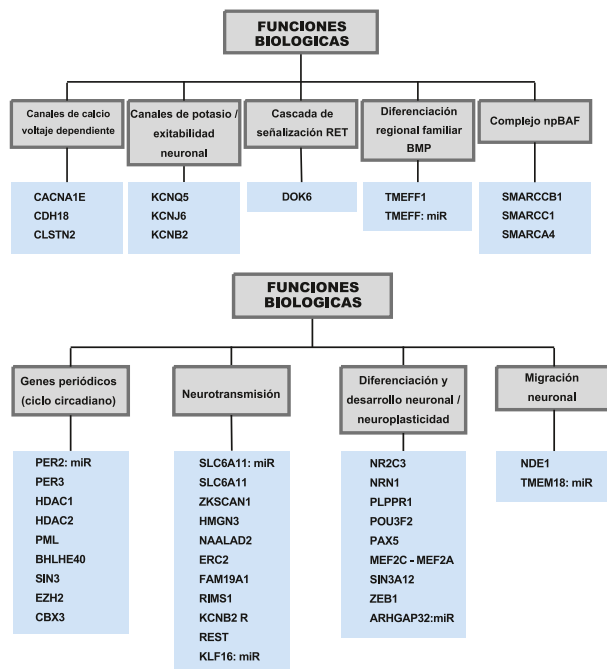 FUNCIONES
BIOLOGICAS
Canales de calcio
voltaje dependiente
CACNA1E
CDH18
CLSTN2
Canales de potasio /
exitabilidad
neuronal
KCNQ5
KCNJ6
KCNB2
Cascada de
señalización RET
DOK6
Diferenciación
regional familiar
BMP
TMEFF1
TMEFF: miR
Complejo npBAF
SMARCCB1
SMARCC1
SMARCA4
FUNCIONES
BIOLOGICAS
Genes periódicos
(ciclo circadiano)
PER2: miR
PER3
HDAC1
HDAC2
PML
BHLHE40
SIN3
EZH2
CBX3
Neurotransmisión
SLC6A11: miR
SLC6A11
ZKSCAN1
HMGN3
NAALAD2
ERC2
FAM19A1
RIMS1
KCNB2 R
REST
KLF16: miR
Diferenciación y
desarrollo neuronal /
neuroplasticidad
NR2C3
NRN1
PLPPR1
POU3F2
PAX5
MEF2C - MEF2A
SIN3A12
ZEB1
ARHGAP32:miR
Migración
neuronal
NDE1
TMEM18: miR